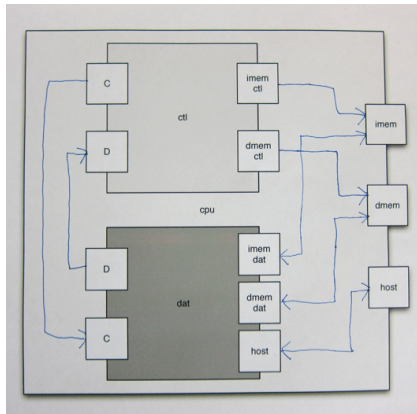 C
imem
ctl
ctl
imem
D
dmem
ctl
dmem
cpu
D
imem
dat
dat
dmem
dat
host
C
host